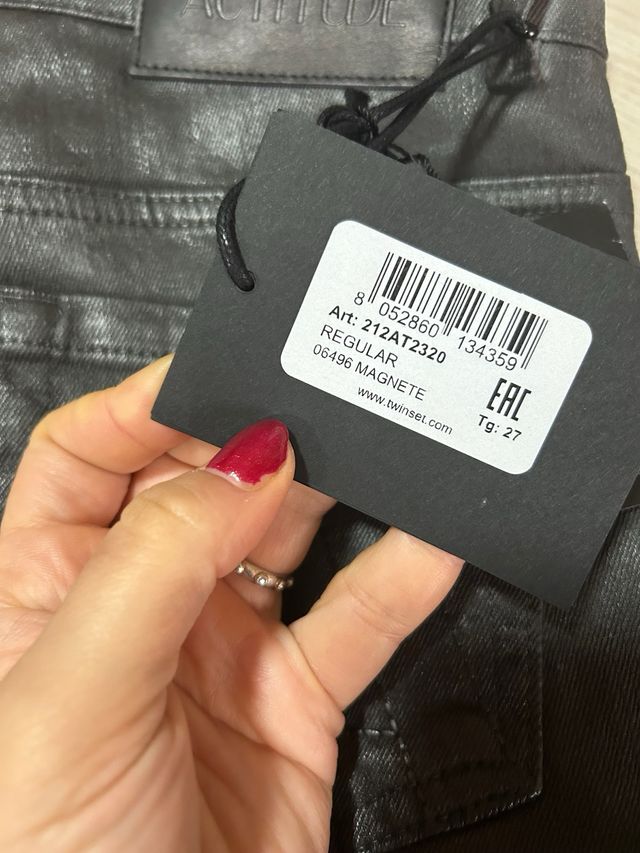 ACTITUDE
8 052860 134359
Art: 212AT2320
REGULAR
06496 MAGNETE
EAC
www.twinset.com
Tg: 27